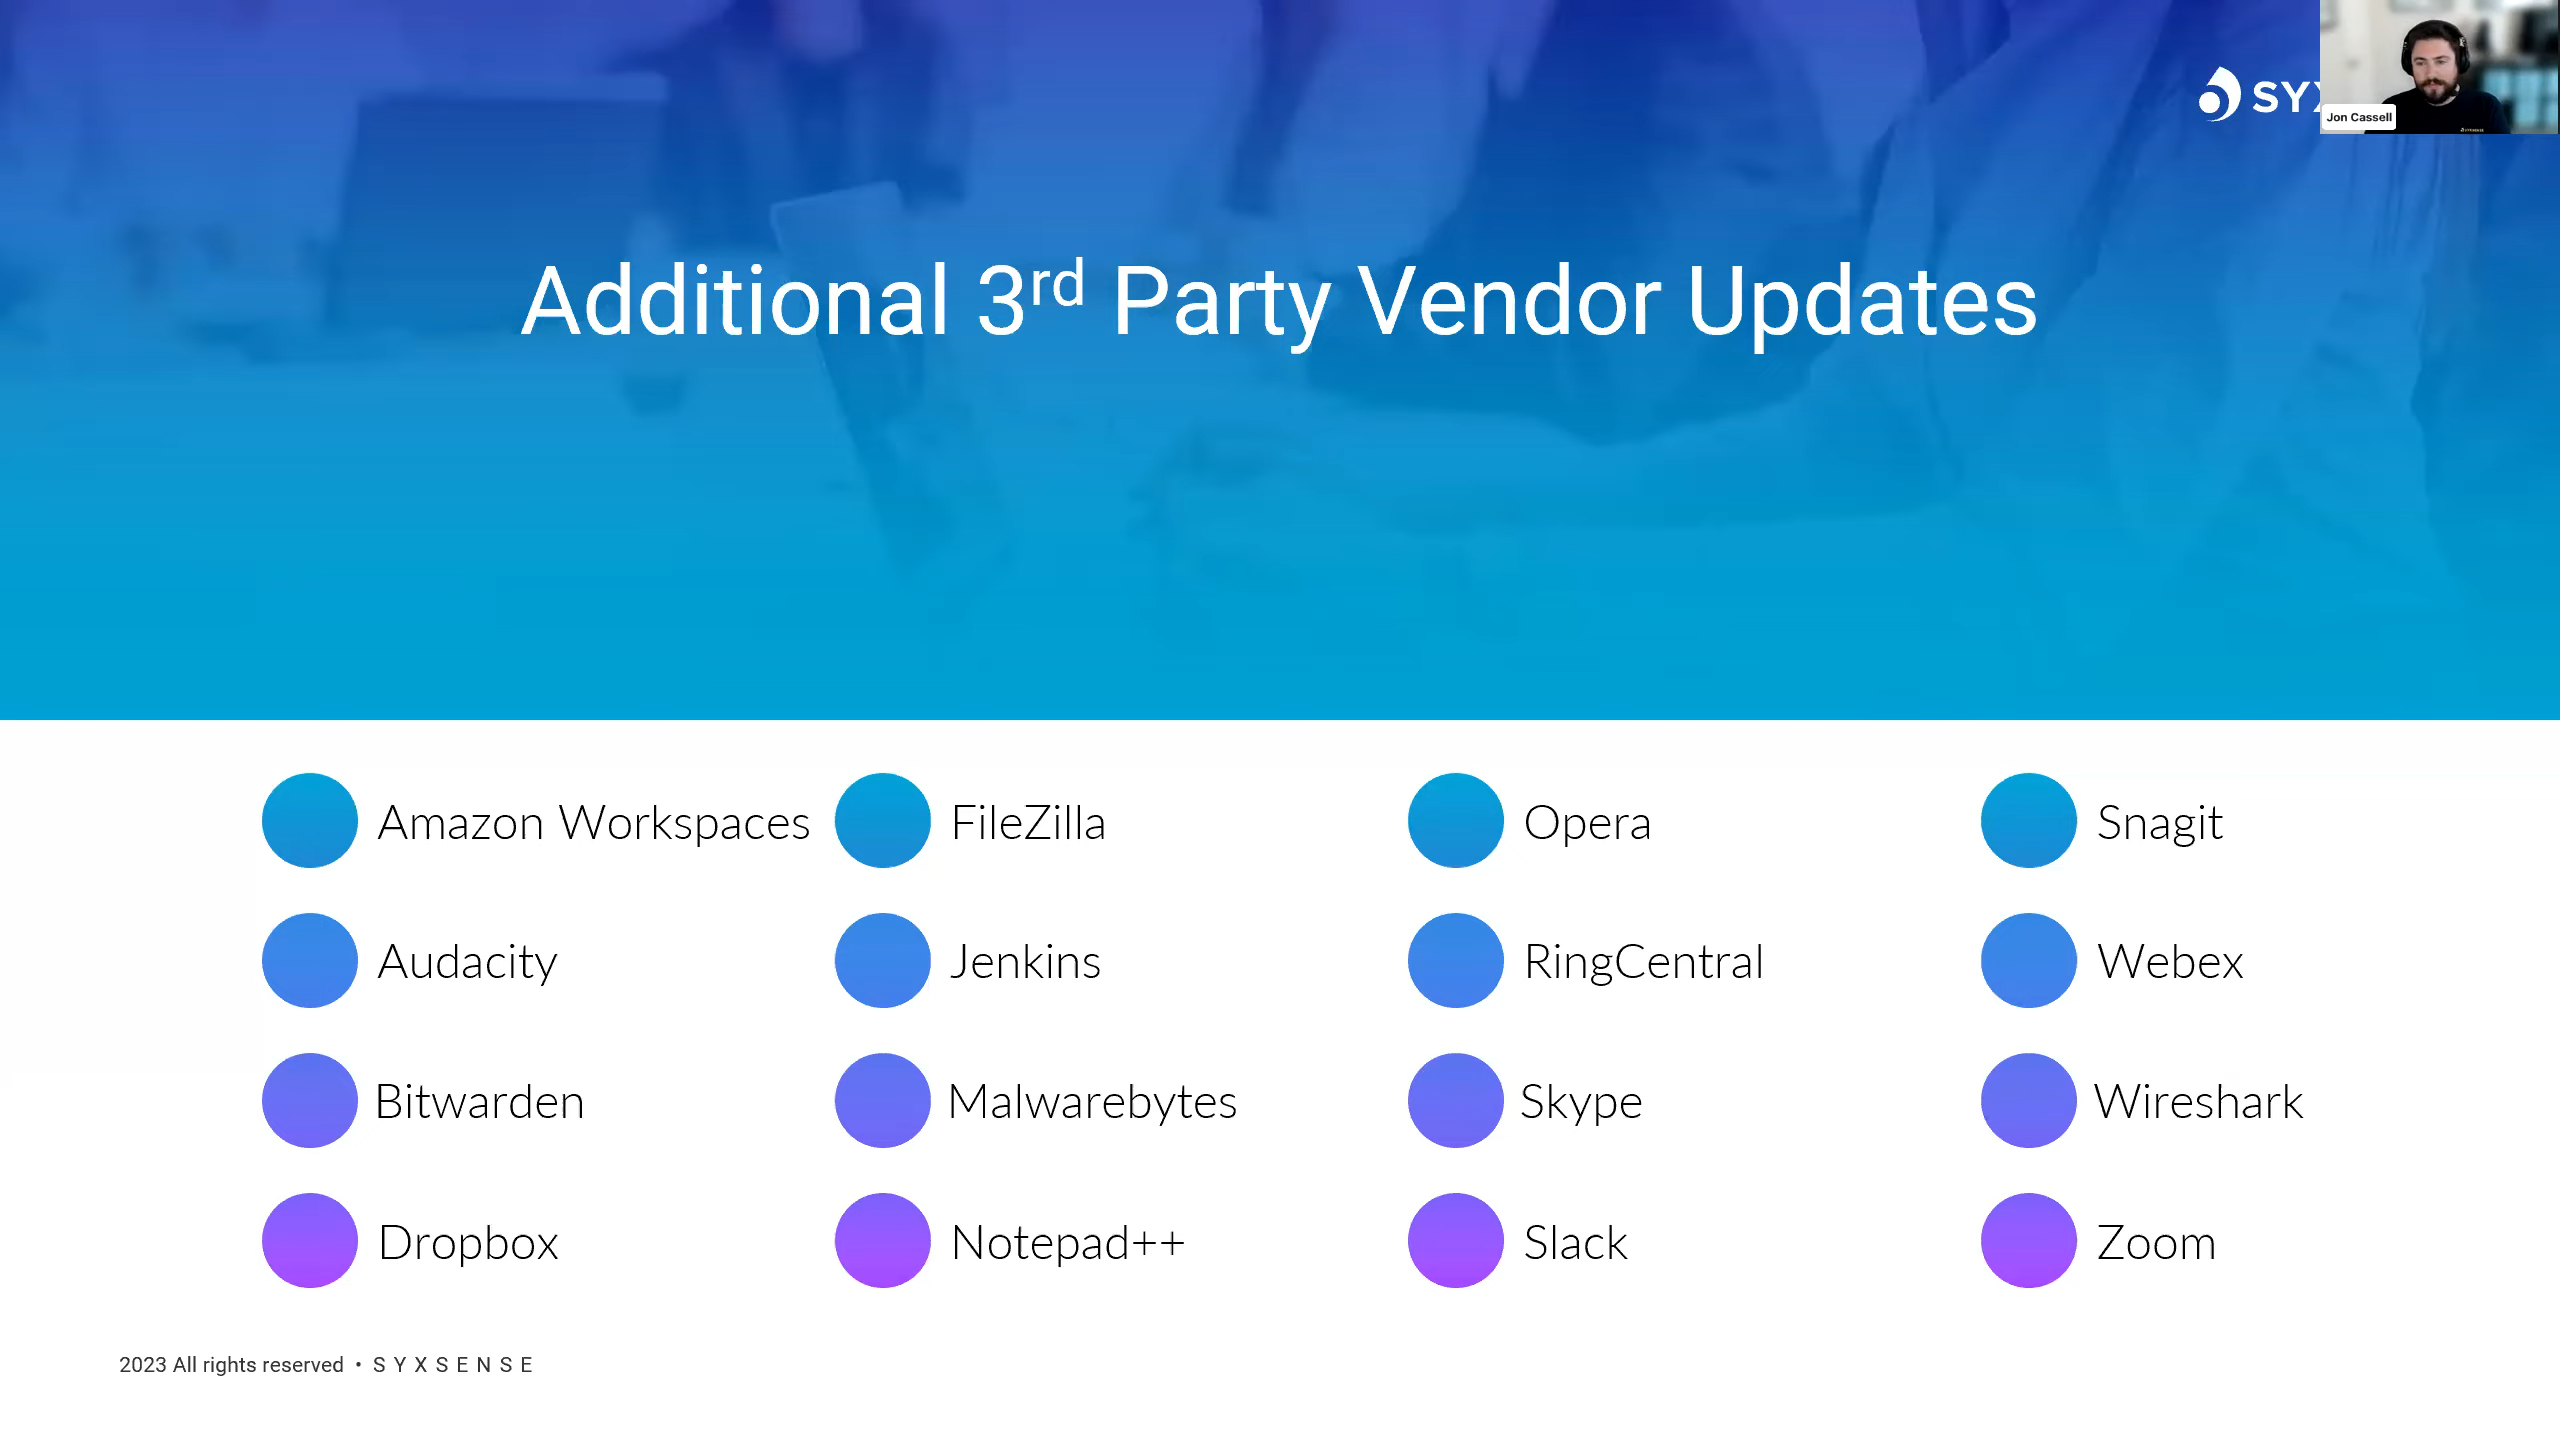 SYX
Jon Cassell
Additional 3rd Party Vendor Updates
Amazon Workspaces
FileZilla
Opera
Snagit
Audacity
Jenkins
RingCentral
Webex
Bitwarden
Malwarebytes
Skype
Wireshark
Dropbox
Notepad++
Slack
Zoom
2023 All rights reserved • SYXSENSE